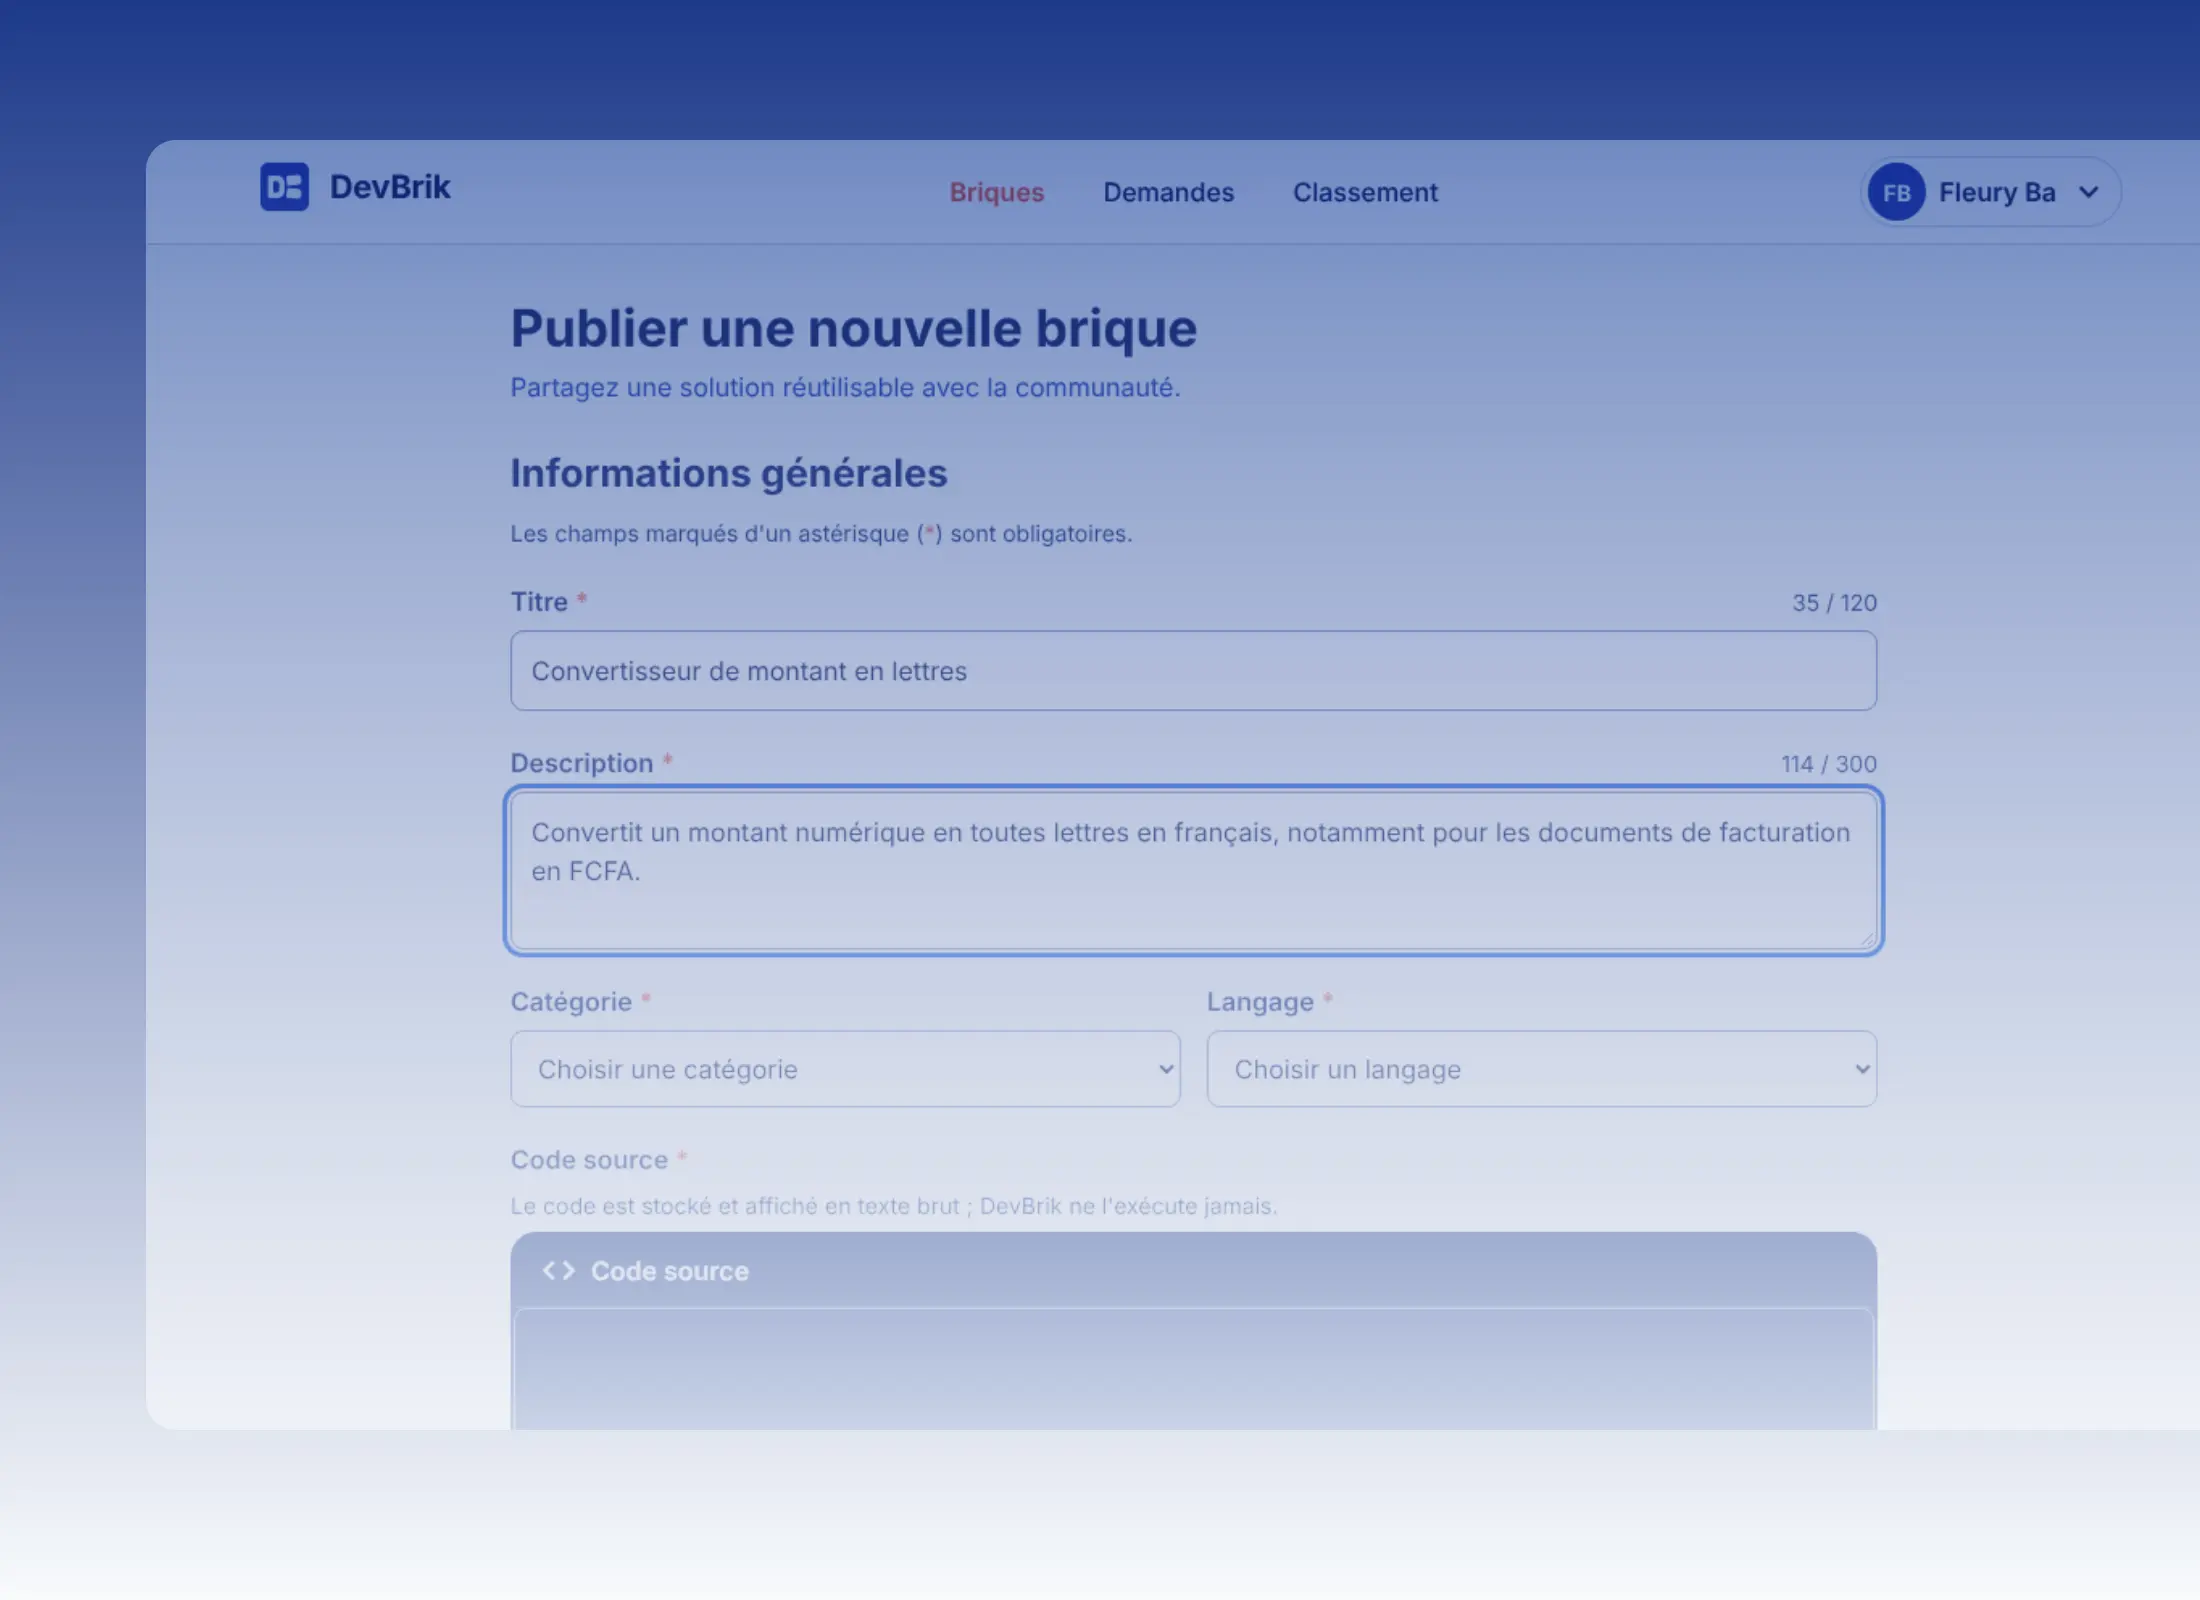 DevBrik
Briques Demandes Classement
FB Fleury Ba
Publier une nouvelle brique
Partagez une solution réutilisable avec la communauté.
Informations générales
Les champs marqués d'un astérisque (*) sont obligatoires.
Titre * 35 / 120
Convertisseur de montant en lettres
Description * 114 / 300
Convertit un montant numérique en toutes lettres en français, notamment pour les documents de facturation
en FCFA.
Catégorie * Langage *
Choisir une catégorie Choisir un langage
Code source *
Le code est stocké et affiché en texte brut ; DevBrik ne l'exécute jamais.
<> Code source